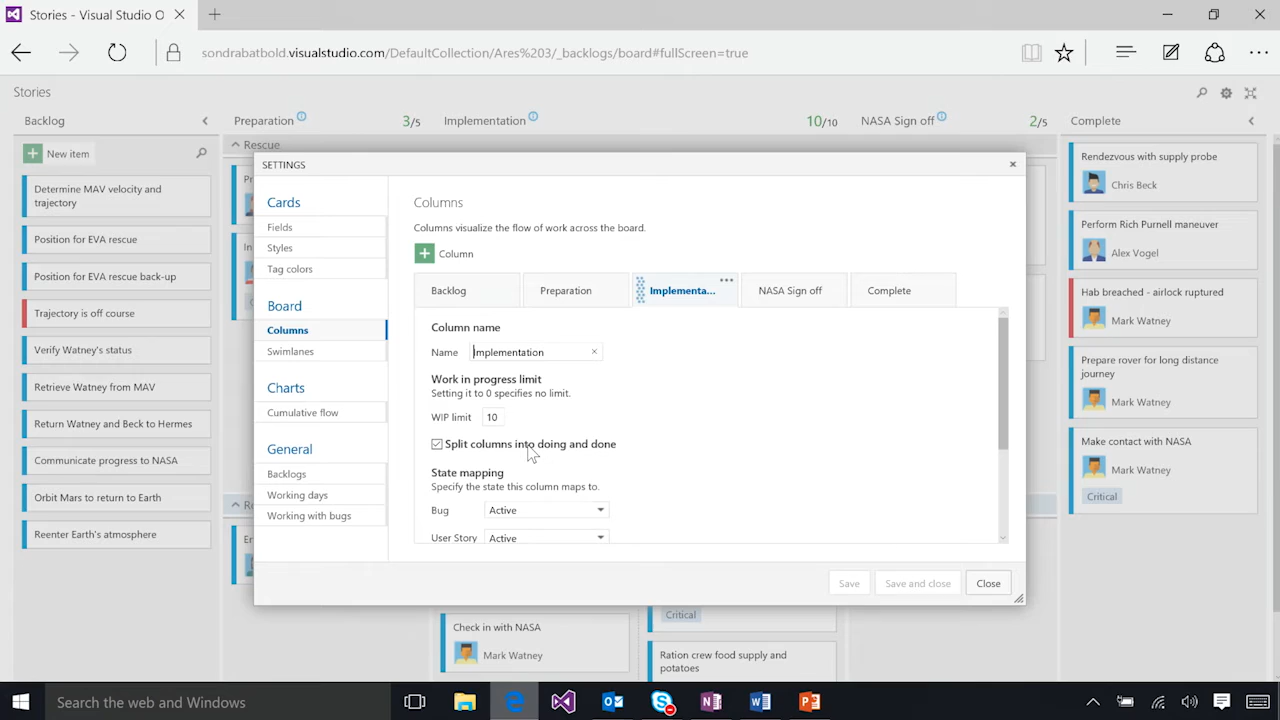 Stories - Visual Studio O
sondrabatbold.visualstudio.com/DefaultCollection/Ares%203/_backlogs/board#fullScreen=true
Stories
Backlog
Preparation
3/5
Implementation
10/10
NASA Sign off
2/5
Complete
Rescue
New item
Determine MAV velocity and
trajectory
Position for EVA rescue
Position for EVA rescue back-up
Trajectory is off course
Verify Watney's status
Retrieve Watney from MAV
Return Watney and Beck to Hermes
Communicate progress to NASA
Orbit Mars to return to Earth
Reenter Earth's atmosphere
SETTINGS
Cards
Fields
Styles
Tag colors
Board
Columns
Swimlanes
Charts
Cumulative flow
General
Backlogs
Working days
Working with bugs
Columns
Columns visualize the flow of work across the board.
Column
Backlog
Preparation
Implementa...
NASA Sign off
Complete
Column name
Name
Implementation
Work in progress limit
Setting it to 0 specifies no limit.
WIP limit
10
Split columns into doing and done
State mapping
Specify the state this column maps to.
Bug
Active
User Story
Active
Save
Save and close
Close
Check in with NASA
Mark Watney
Critical
Ration crew food supply and
potatoes
Rendezvous with supply probe
Chris Beck
Perform Rich Purnell maneuver
Alex Vogel
Hab breached - airlock ruptured
Mark Watney
Prepare rover for long distance
journey
Mark Watney
Make contact with NASA
Mark Watney
Critical
Search the web and Windows